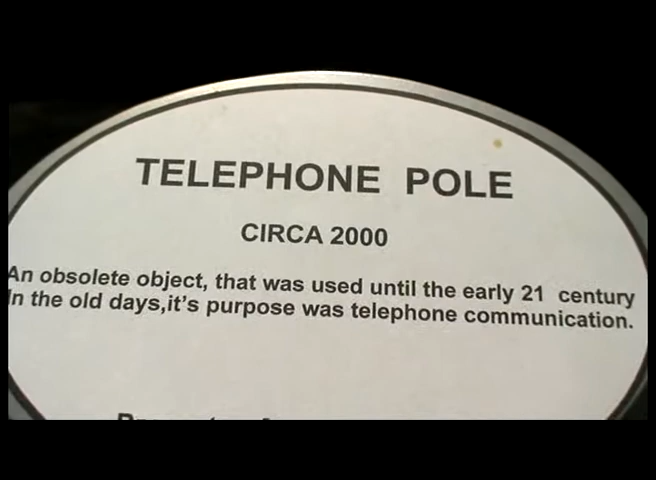 TELEPHONE POLE
CIRCA 2000
An obsolete object, that was used until the early 21 century
In the old days,it's purpose was telephone communication.